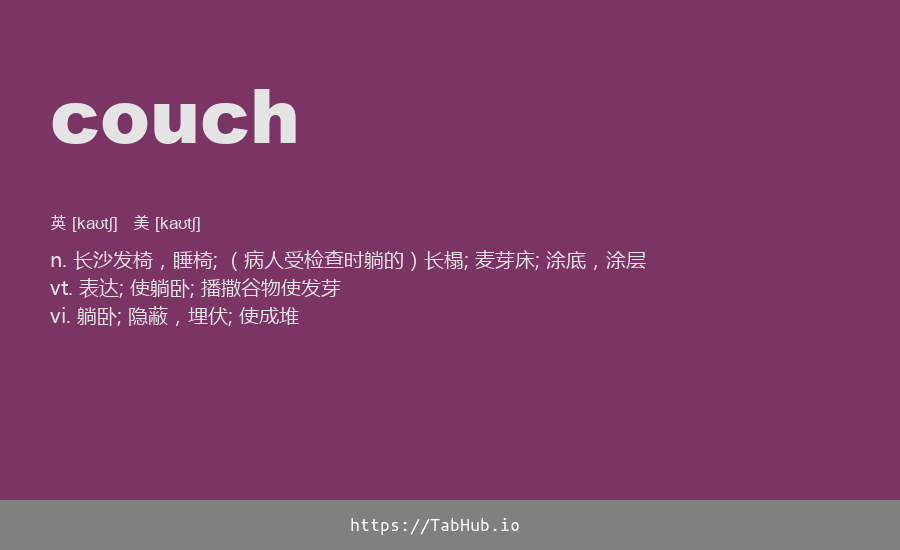 couch
英 [kaʊtʃ] 美 [kaʊtʃ]
n. 长沙发椅，睡椅; （病人受检查时躺的）长榻; 麦芽床; 涂底，涂层
vt. 表达; 使躺卧; 播撒谷物使发芽
vi. 躺卧; 隐蔽，埋伏; 使成堆
https://TabHub.io